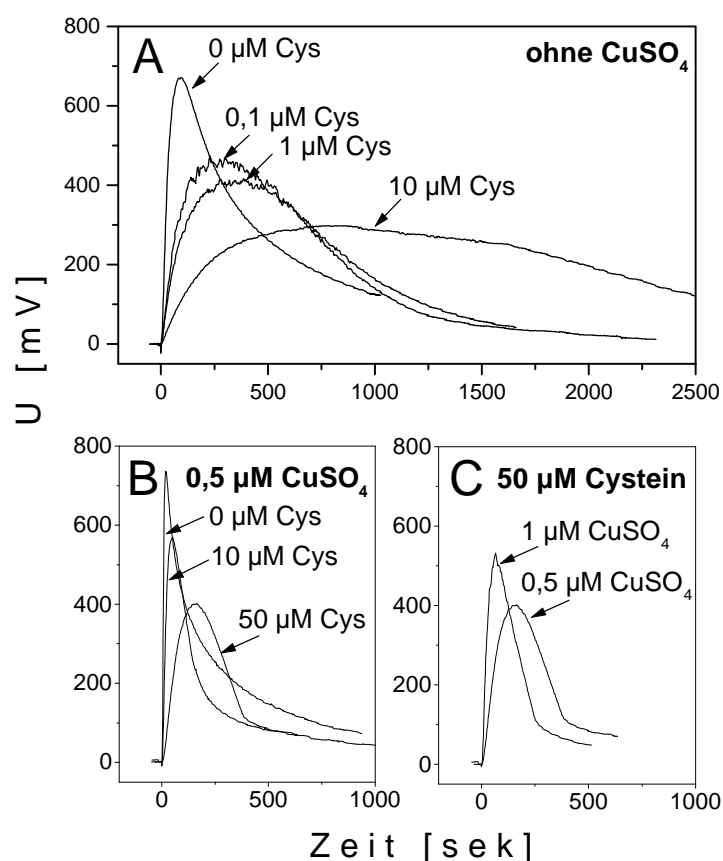 A
0 µM Cys
ohne CuSO₄
0,1 µM Cys
1 µM Cys
10 µM Cys
800
600
400
200
0
0 500 1000 1500 2000 2500
U [mV]
B 0,5 µM CuSO₄
0 µM Cys
10 µM Cys
50 µM Cys
800
600
400
200
0
0 500 1000
C 50 µM Cystein
1 µM CuSO₄
0,5 µM CuSO₄
800
600
400
200
0
0 500 1000
Zeit [sek]